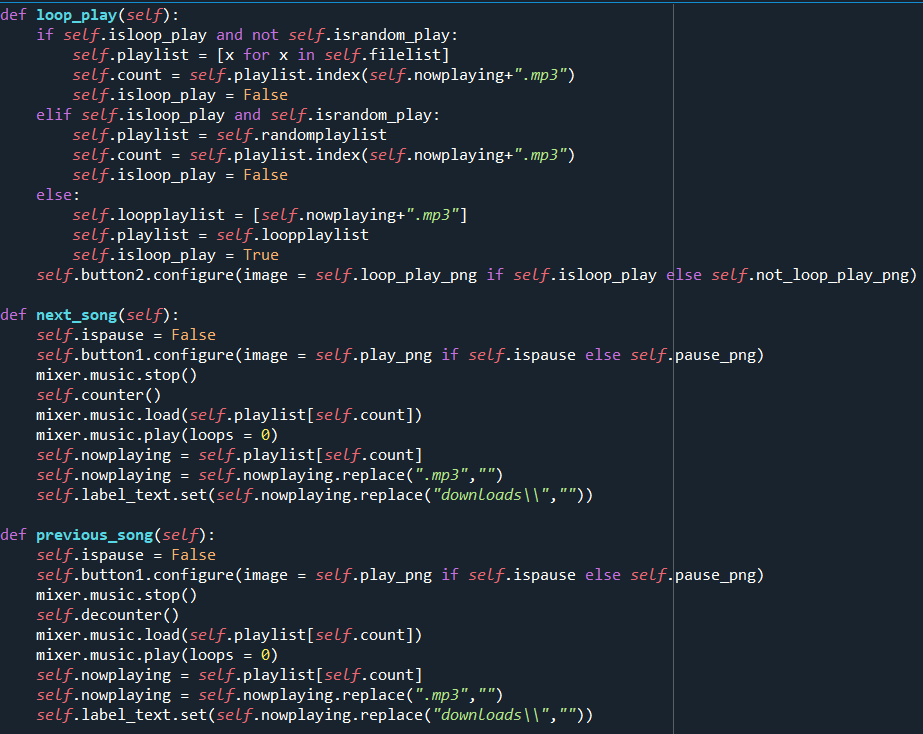 def loop_play(self):
    if self.isloop_play and not self.israndom_play:
        self.playlist = [x for x in self.filelist]
        self.count = self.playlist.index(self.nowplaying+".mp3")
        self.isloop_play = False
    elif self.isloop_play and self.israndom_play:
        self.playlist = self.randomplaylist
        self.count = self.playlist.index(self.nowplaying+".mp3")
        self.isloop_play = False
    else:
        self.loopplaylist = [self.nowplaying+".mp3"]
        self.playlist = self.loopplaylist
        self.isloop_play = True
    self.button2.configure(image = self.loop_play_png if self.isloop_play else self.not_loop_play_png)

def next_song(self):
    self.ispause = False
    self.button1.configure(image = self.play_png if self.ispause else self.pause_png)
    mixer.music.stop()
    self.counter()
    mixer.music.load(self.playlist[self.count])
    mixer.music.play(loops = 0)
    self.nowplaying = self.playlist[self.count]
    self.nowplaying = self.nowplaying.replace(".mp3","")
    self.label_text.set(self.nowplaying.replace("downloads\\",""))

def previous_song(self):
    self.ispause = False
    self.button1.configure(image = self.play_png if self.ispause else self.pause_png)
    mixer.music.stop()
    self.decounter()
    mixer.music.load(self.playlist[self.count])
    mixer.music.play(loops = 0)
    self.nowplaying = self.playlist[self.count]
    self.nowplaying = self.nowplaying.replace(".mp3","")
    self.label_text.set(self.nowplaying.replace("downloads\\",""))